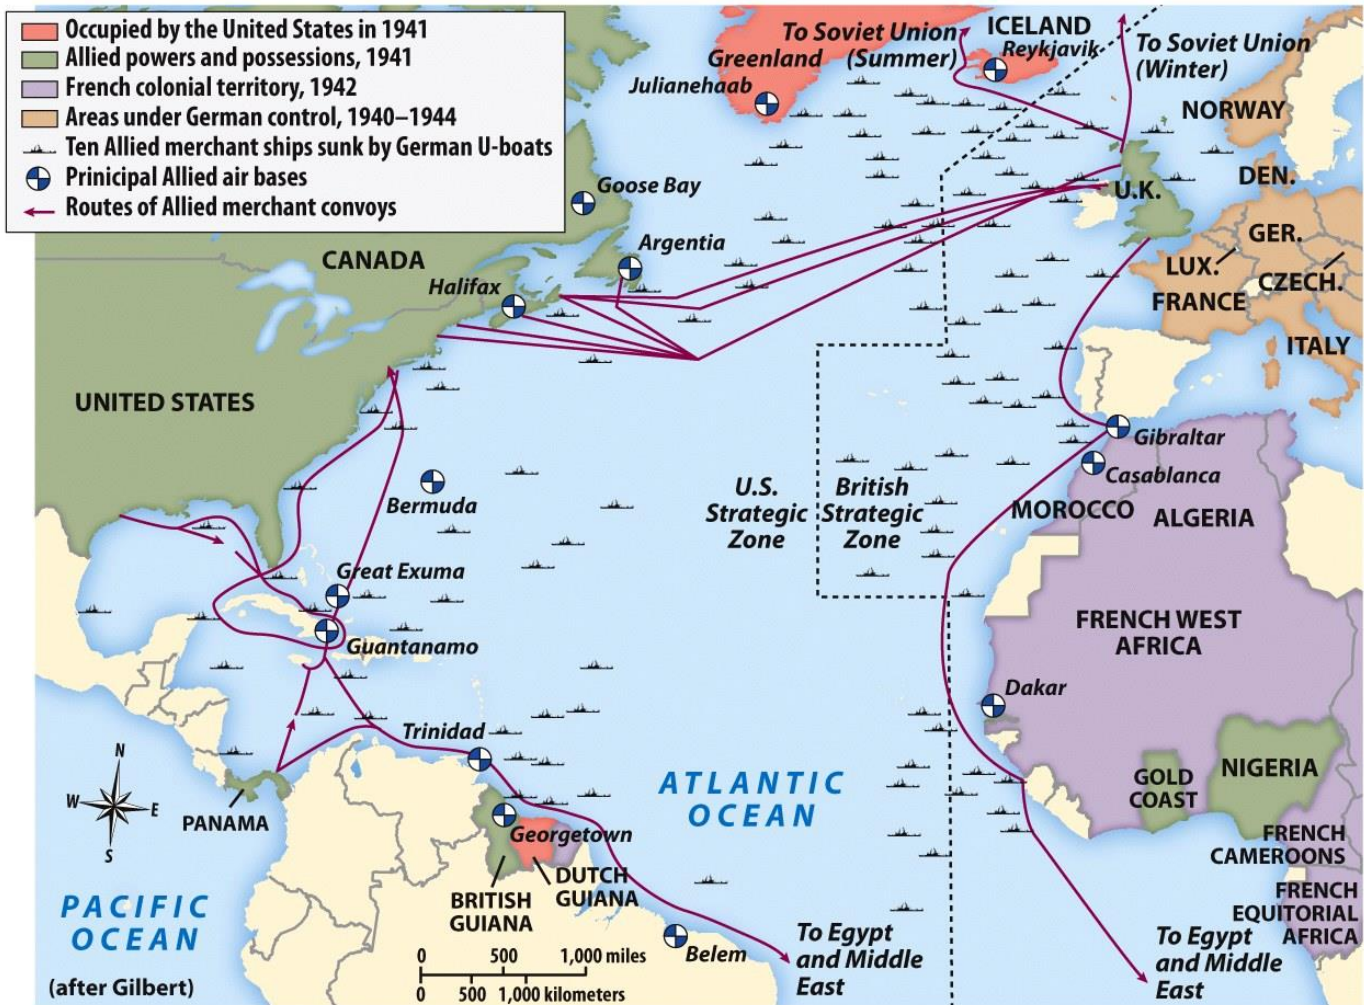 Occupied by the United States in 1941
Allied powers and possessions, 1941
French colonial territory, 1942
Areas under German control, 1940–1944
Ten Allied merchant ships sunk by German U-boats
Prinicipal Allied air bases
Routes of Allied merchant convoys
To Soviet Union
(Summer)
ICELAND
Reykjavik
To Soviet Union
(Winter)
Greenland
Julianehaab
NORWAY
Goose Bay
DEN.
U.K.
Argentia
GER.
CANADA
LUX.
CZECH.
Halifax
FRANCE
ITALY
UNITED STATES
Gibraltar
Casablanca
Bermuda
U.S.
Strategic
Zone
British
Strategic
Zone
MOROCCO
ALGERIA
Great Exuma
FRENCH WEST
AFRICA
Guantanamo
Dakar
Trinidad
N
W
E
S
PANAMA
ATLANTIC
OCEAN
NIGERIA
GOLD
COAST
Georgetown
FRENCH
CAMEROONS
DUTCH
GUIANA
BRITISH
GUIANA
FRENCH
EQUITORIAL
AFRICA
PACIFIC
OCEAN
Belem
To Egypt
and Middle
East
To Egypt
and Middle
East
0 500 1,000 miles
0 500 1,000 kilometers
(after Gilbert)